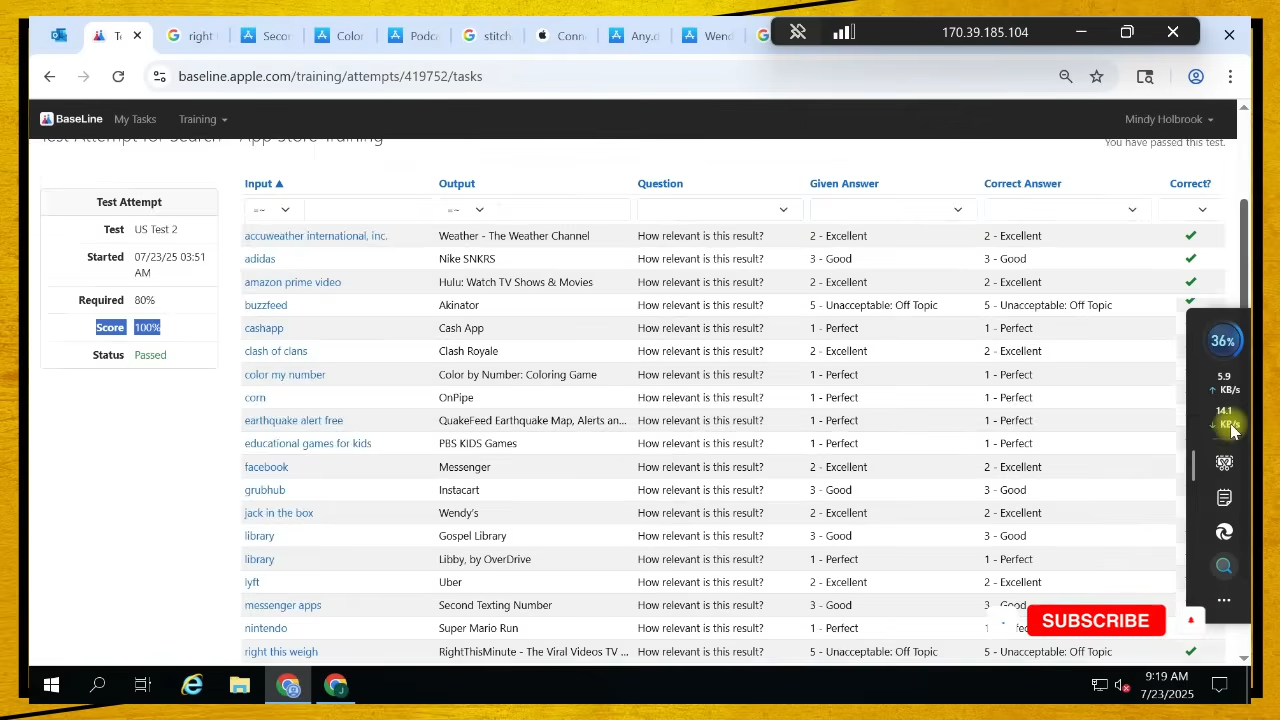 T
right
Secor
Color
Podc
stitch
Conn
Any.d
Wend
170.39.185.104
baseline.apple.com/training/attempts/419752/tasks
BaseLine My Tasks Training Mindy Holbrook
Test Attempt for Search - App Store Training You have passed this test.
Test Attempt
Test US Test 2
Started 07/23/25 03:51 AM
Required 80%
Score 100%
Status Passed
Input ▲ Output Question Given Answer Correct Answer Correct?
=~ =~
accuweather international, inc. Weather - The Weather Channel How relevant is this result? 2 - Excellent 2 - Excellent ✔
adidas Nike SNKRS How relevant is this result? 3 - Good 3 - Good ✔
amazon prime video Hulu: Watch TV Shows & Movies How relevant is this result? 2 - Excellent 2 - Excellent ✔
buzzfeed Akinator How relevant is this result? 5 - Unacceptable: Off Topic 5 - Unacceptable: Off Topic ✔
cashapp Cash App How relevant is this result? 1 - Perfect 1 - Perfect
clash of clans Clash Royale How relevant is this result? 2 - Excellent 2 - Excellent
color my number Color by Number: Coloring Game How relevant is this result? 1 - Perfect 1 - Perfect
corn OnPipe How relevant is this result? 1 - Perfect 1 - Perfect
earthquake alert free QuakeFeed Earthquake Map, Alerts an... How relevant is this result? 1 - Perfect 1 - Perfect
educational games for kids PBS KIDS Games How relevant is this result? 1 - Perfect 1 - Perfect
facebook Messenger How relevant is this result? 2 - Excellent 2 - Excellent
grubhub Instacart How relevant is this result? 3 - Good 3 - Good
jack in the box Wendy's How relevant is this result? 2 - Excellent 2 - Excellent
library Gospel Library How relevant is this result? 3 - Good 3 - Good
library Libby, by OverDrive How relevant is this result? 1 - Perfect 1 - Perfect
lyft Uber How relevant is this result? 2 - Excellent 2 - Excellent
messenger apps Second Texting Number How relevant is this result? 3 - Good 3 - Good
nintendo Super Mario Run How relevant is this result? 1 - Perfect
right this weigh RightThisMinute - The Viral Videos TV ... How relevant is this result? 5 - Unacceptable: Off Topic 5 - Unacceptable: Off Topic ✔
36%
5.9
↑ KB/s
14.1
↓ KB/s
SUBSCRIBE
9:19 AM
7/23/2025